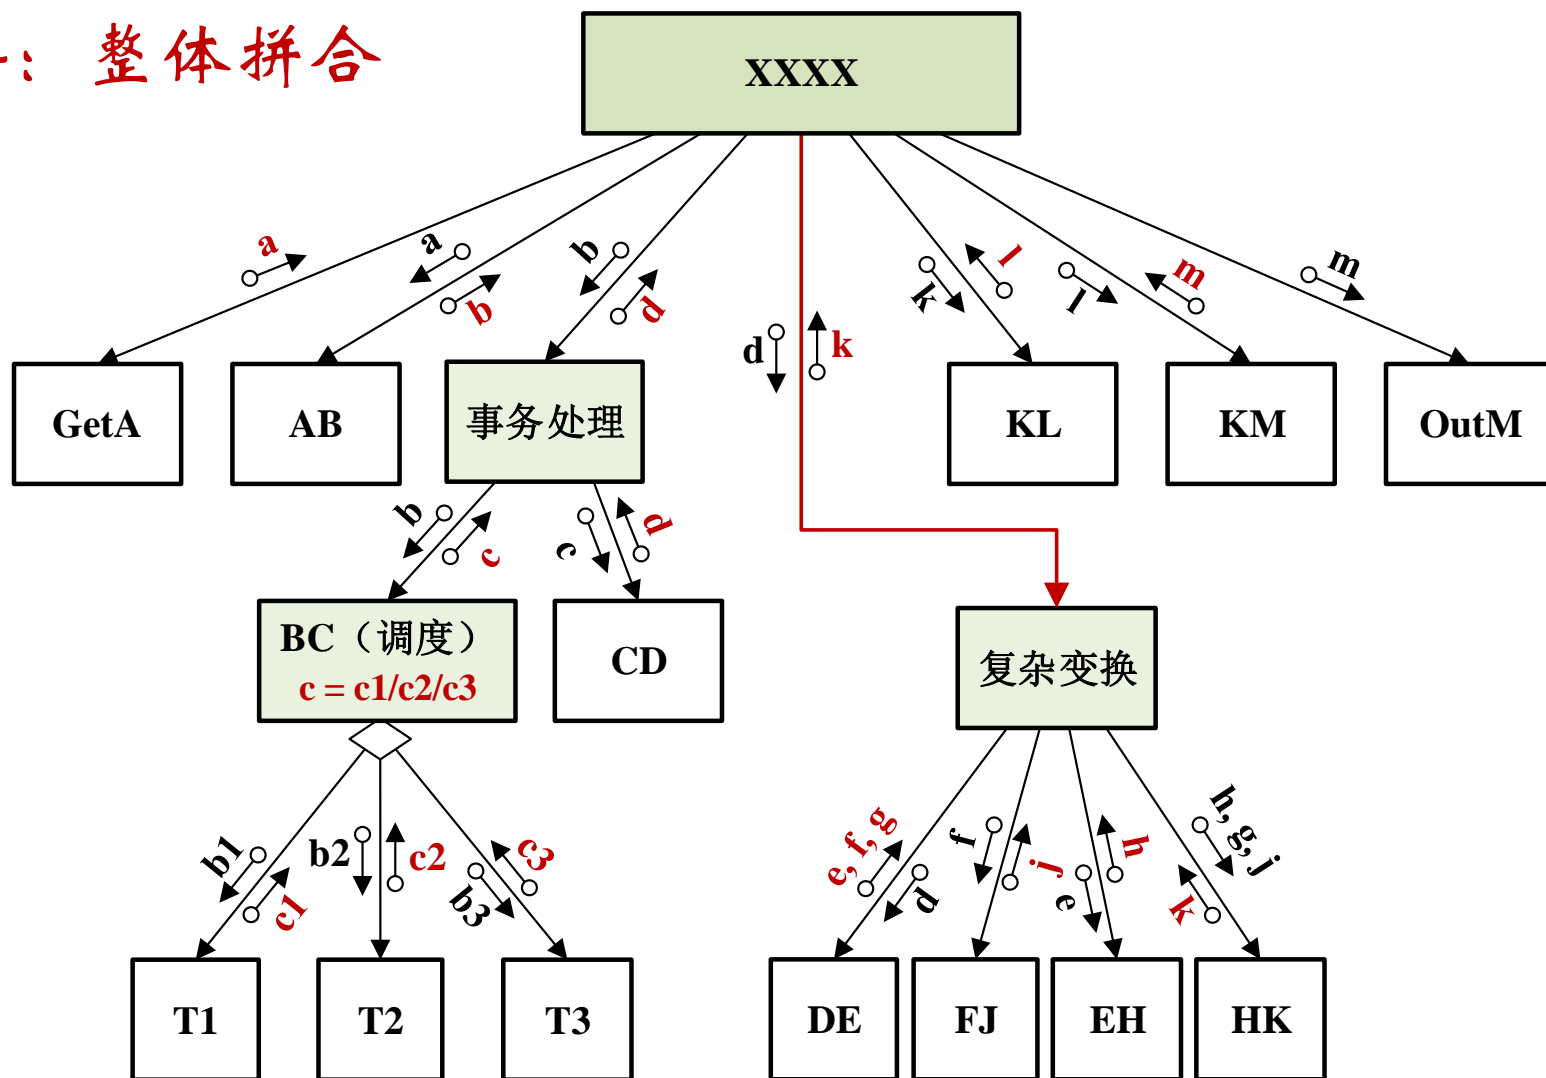 ：整体拼合
XXXX
a
a
b
b
d
d
k
k
l
l
m
m
GetA
AB
事务处理
KL
KM
OutM
b
c
c
d
BC（调度）
c = c1/c2/c3
CD
复杂变换
b1
c1
b2
c2
c3
b3
e, f, g
d
f
j
e
h
h, g, j
k
T1
T2
T3
DE
FJ
EH
HK